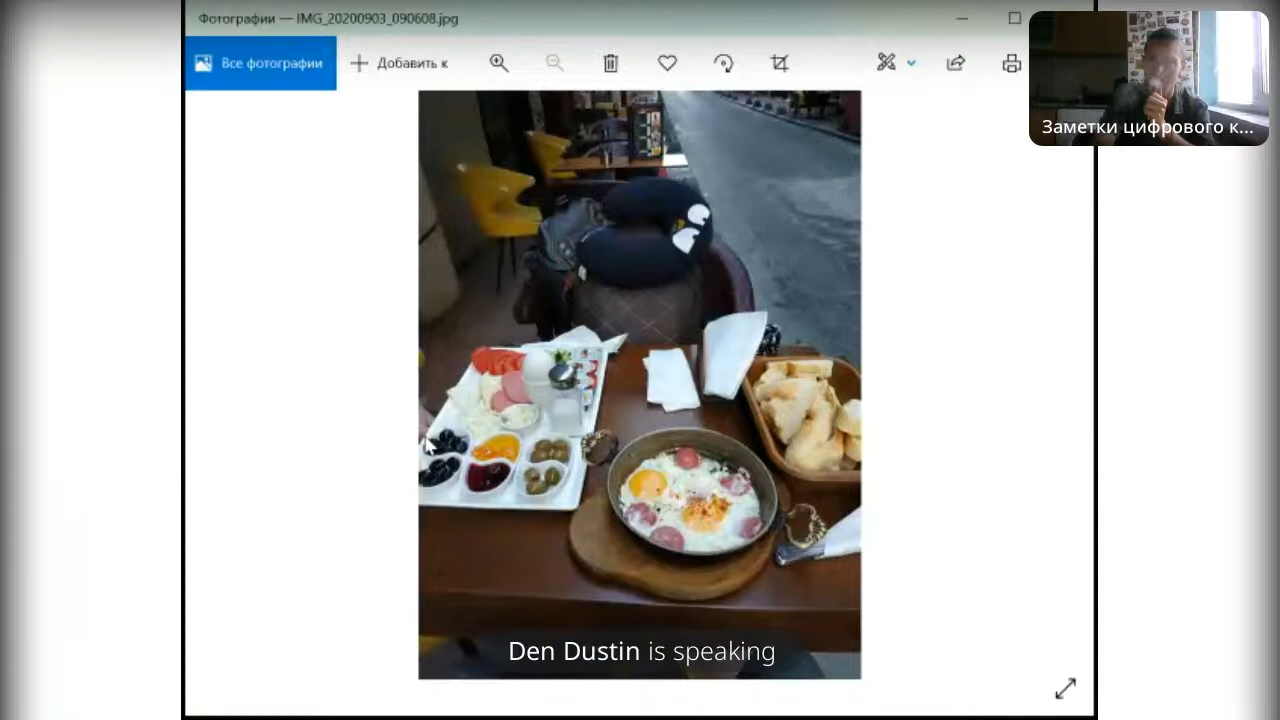 Фотографии — IMG_20200903_090608.jpg
Все фотографии
Добавить к
Заметки цифрового к...
Den Dustin is speaking